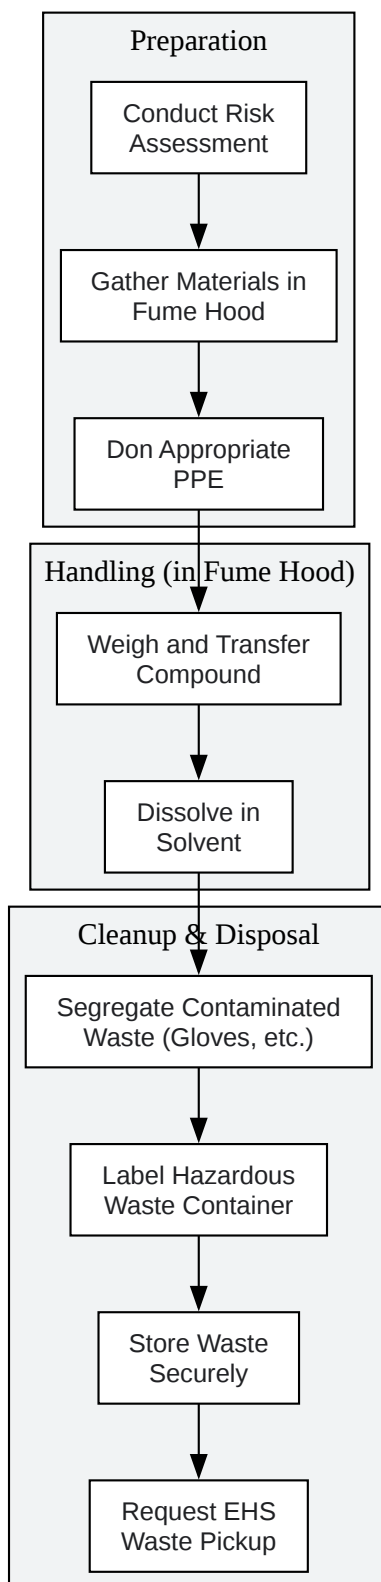 Preparation
Conduct Risk
Assessment
Gather Materials in
Fume Hood
Don Appropriate
PPE
Handling (in Fume Hood)
Weigh and Transfer
Compound
Dissolve in
Solvent
Cleanup & Disposal
Segregate Contaminated
Waste (Gloves, etc.)
Label Hazardous
Waste Container
Store Waste
Securely
Request EHS
Waste Pickup